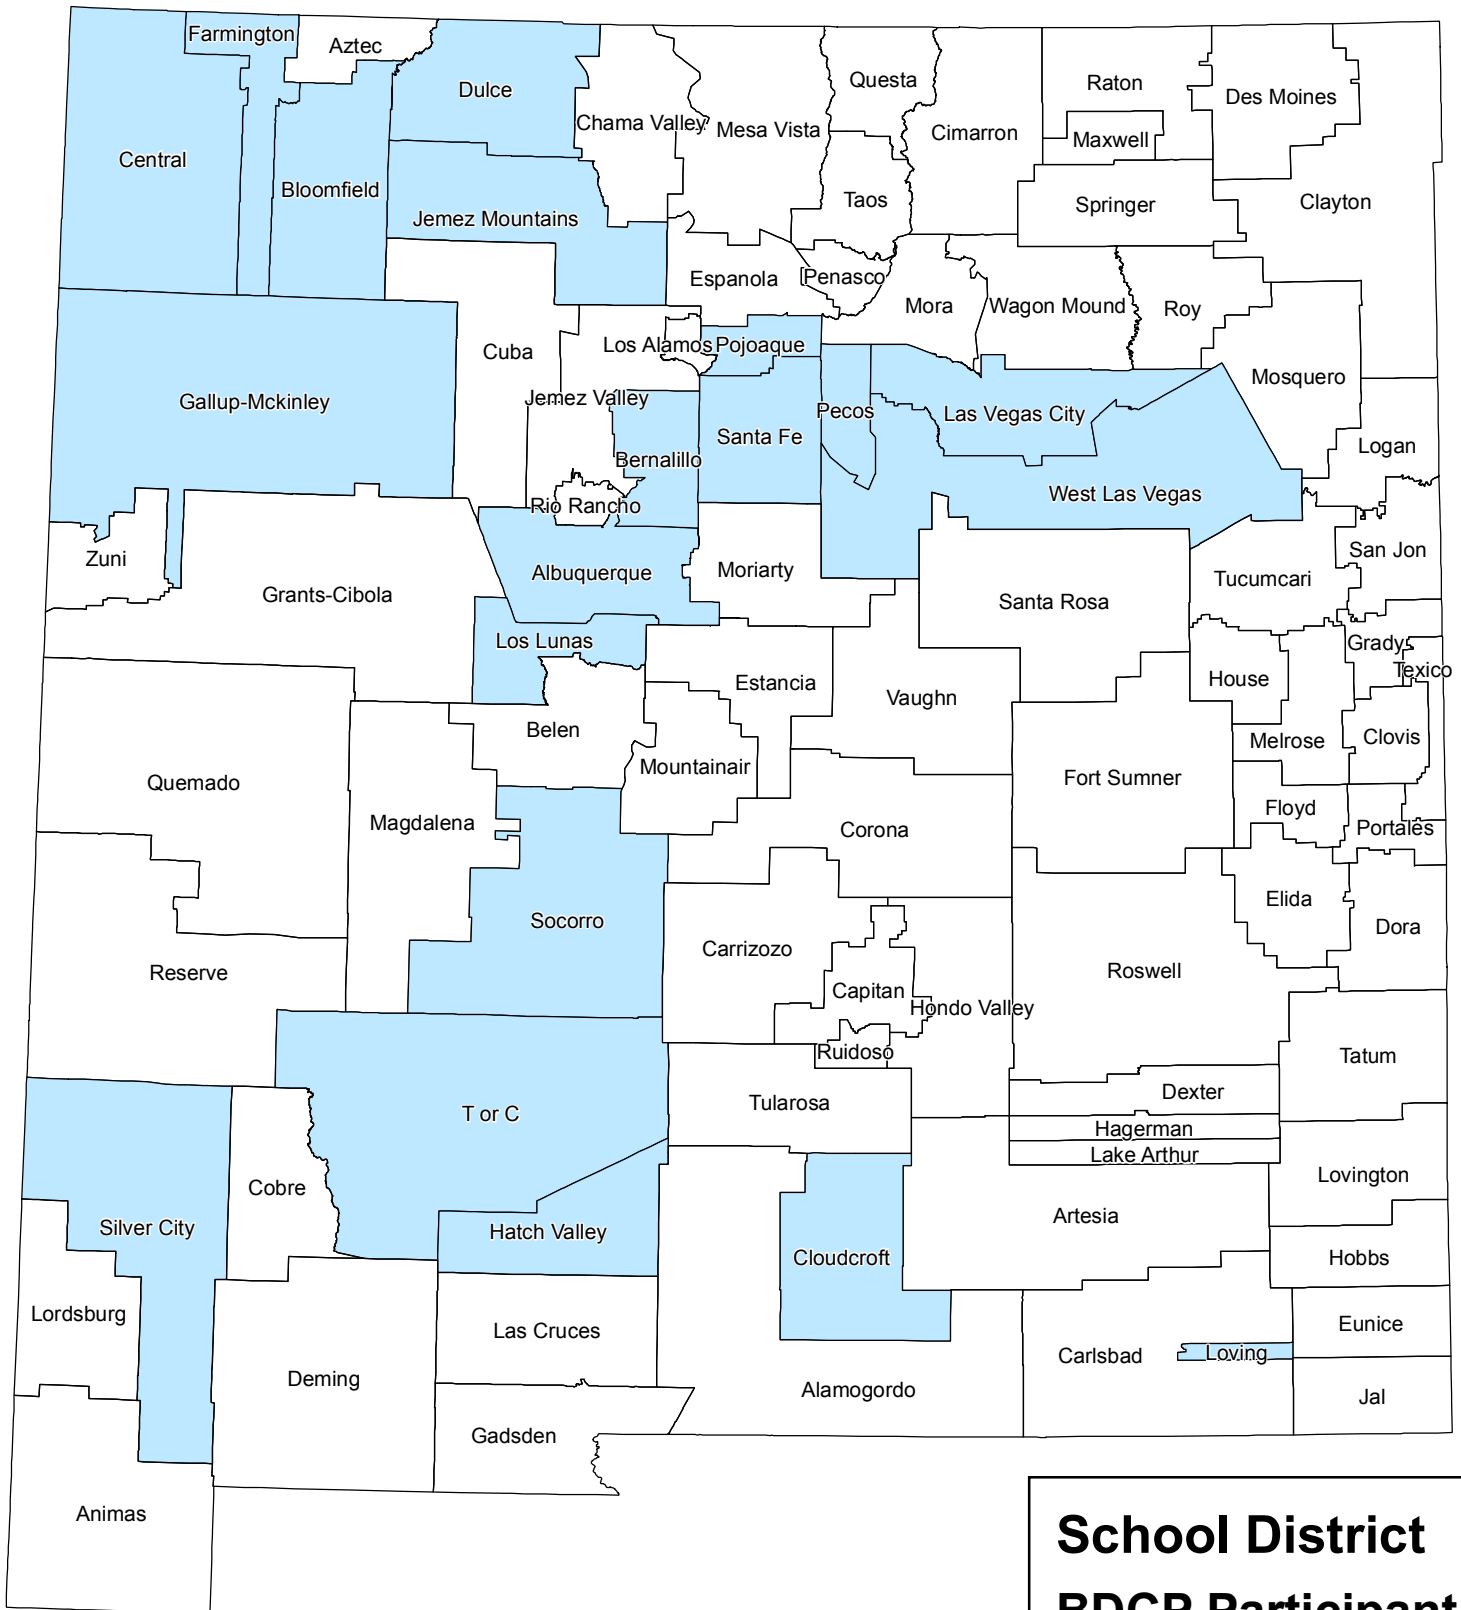 Farmington
Aztec
Dulce
Questa
Raton
Des Moines
Chama Valley
Mesa Vista
Cimarron
Maxwell
Central
Bloomfield
Taos
Springer
Clayton
Jemez Mountains
Espanola
Penasco
Mora
Wagon Mound
Roy
Cuba
Los Alamos
Pojoaque
Mosquero
Gallup-Mckinley
Jemez Valley
Pecos
Las Vegas City
Santa Fe
Logan
Bernalillo
West Las Vegas
Rio Rancho
Zuni
San Jon
Albuquerque
Moriarty
Tucumcari
Grants-Cibola
Santa Rosa
Los Lunas
Grady
Texico
Estancia
House
Vaughn
Belen
Melrose
Clovis
Mountainair
Quemado
Fort Sumner
Magdalena
Floyd
Corona
Portales
Elida
Socorro
Dora
Carrizozo
Reserve
Roswell
Capitan
Hondo Valley
Ruidoso
Tatum
Dexter
Tularosa
T or C
Hagerman
Lake Arthur
Lovington
Cobre
Artesia
Silver City
Hatch Valley
Cloudcroft
Hobbs
Lordsburg
Las Cruces
Eunice
Carlsbad
Loving
Deming
Alamogordo
Jal
Gadsden
Animas
School District
BDCP Participant